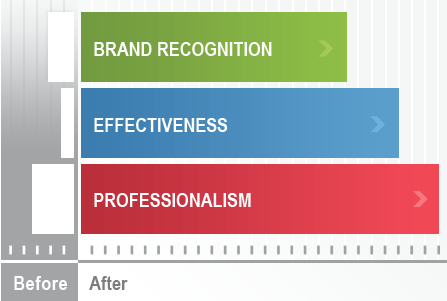 BRAND RECOGNITION
EFFECTIVENESS
PROFESSIONALISM
Before After